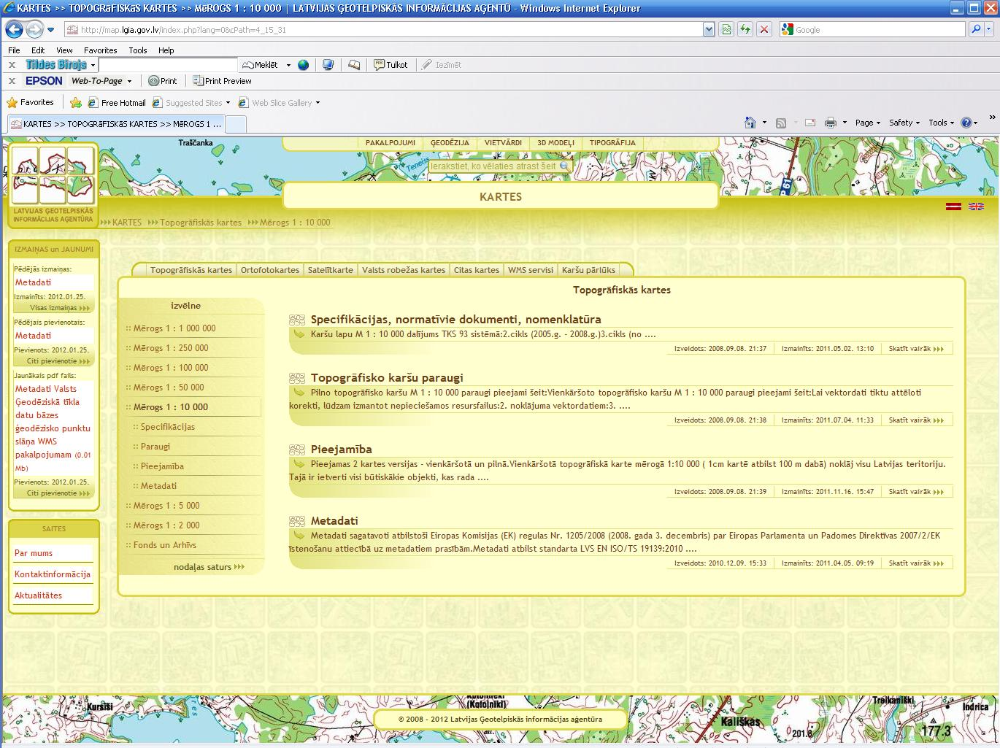 KARTES >> TOPOGRāFISKāS KARTES >> MēROGS 1 : 10 000 | LATVIJAS ĢEOTELPISKĀS INFORMĀCIJAS AĢENTŪ - Windows Internet Explorer
http://map.lgia.gov.lv/index.php?lang=0&cPath=4_15_31
Google
File Edit View Favorites Tools Help
x Tildes Birojs Meklēt Tulkot Iezīmēt
x EPSON Web-To-Page Print Print Preview
Favorites Free Hotmail Suggested Sites Web Slice Gallery
KARTES >> TOPOGRāFISKāS KARTES >> MēROGS 1 ...
Page Safety Tools
Traščanka
PAKALPOJUMI ĢEODĒZIJA VIETVĀRDI 3D MODEĻI TIPOGRĀFIJA
Teneiss
Ierakstiet, ko vēlaties atrast šeit
P 61
KARTES
LATVIJAS ĢEOTELPISKĀS
INFORMĀCIJAS AĢENTŪRA
KARTES Topogrāfiskās kartes Mērogs 1 : 10 000
IZMAIŅAS un JAUNUMI
Pēdējās izmaiņas:
Metadati
Izmainīts: 2012.01.25.
Visas izmaiņas
Pēdējais pievienotais:
Metadati
Pievienots: 2012.01.25.
Citi pievienotie
Jaunākais pdf fails:
Metadati Valsts
Ģeodēziskā tīkla
datu bāzes
ģeodēzisko punktu
slāņa WMS
pakalpojumam (0.01
Mb)
Pievienots: 2012.01.25.
Citi pievienotie
SAITES
Par mums
Kontaktinformācija
Aktualitātes
Topogrāfiskās kartes Ortofotokartes Satelītkarte Valsts robežas kartes Citas kartes WMS servisi Karšu pārlūks
izvēlne
:: Mērogs 1 : 1 000 000
:: Mērogs 1 : 250 000
:: Mērogs 1 : 100 000
:: Mērogs 1 : 50 000
:: Mērogs 1 : 10 000
:: Specifikācijas
:: Paraugi
:: Pieejamība
:: Metadati
:: Mērogs 1 : 5 000
:: Mērogs 1 : 2 000
:: Fonds un Arhīvs
nodaļas saturs
Topogrāfiskās kartes
Specifikācijas, normatīvie dokumenti, nomenklatūra
Karšu lapu M 1 : 10 000 dalījums TKS 93 sistēmā:2.cikls (2005.g. - 2008.g.)3.cikls (no ....
Izveidots: 2008.09.08. 21:37 Izmainīts: 2011.05.02. 13:10 Skatīt vairāk
Topogrāfisko karšu paraugi
Pilno topogrāfisko karšu M 1 : 10 000 paraugi pieejami šeit:Vienkāršoto topogrāfisko karšu M 1 : 10 000 paraugi pieejami šeit:Lai vektordati tiktu attēloti
korekti, lūdzam izmantot nepieciešamos resursfailus:2. noklājuma vektordatiem:3. ....
Izveidots: 2008.09.08. 21:38 Izmainīts: 2011.07.04. 11:33 Skatīt vairāk
Pieejamība
Pieejamas 2 kartes versijas - vienkāršotā un pilnā.Vienkāršotā topogrāfiskā karte mērogā 1:10 000 ( 1cm kartē atbilst 100 m dabā) noklāj visu Latvijas teritoriju.
Tajā ir ietverti visi būtiskākie objekti, kas rada ....
Izveidots: 2008.09.08. 21:39 Izmainīts: 2011.11.16. 15:47 Skatīt vairāk
Metadati
Metadati sagatavoti atbilstoši Eiropas Komisijas (EK) regulas Nr. 1205/2008 (2008. gada 3. decembris) par Eiropas Parlamenta un Padomes Direktīvas 2007/2/EK
īstenošanu attiecībā uz metadatiem prasībām.Metadati atbilst standarta LVS EN ISO/TS 19139:2010 ....
Izveidots: 2010.12.09. 15:33 Izmainīts: 2011.04.05. 09:19 Skatīt vairāk
Kursiši
(Kotoļņiki)
Treikaniški
Indrica
Kališkas
201.8
177.3
© 2008 - 2012 Latvijas Ģeotelpiskās informācijas aģentūra